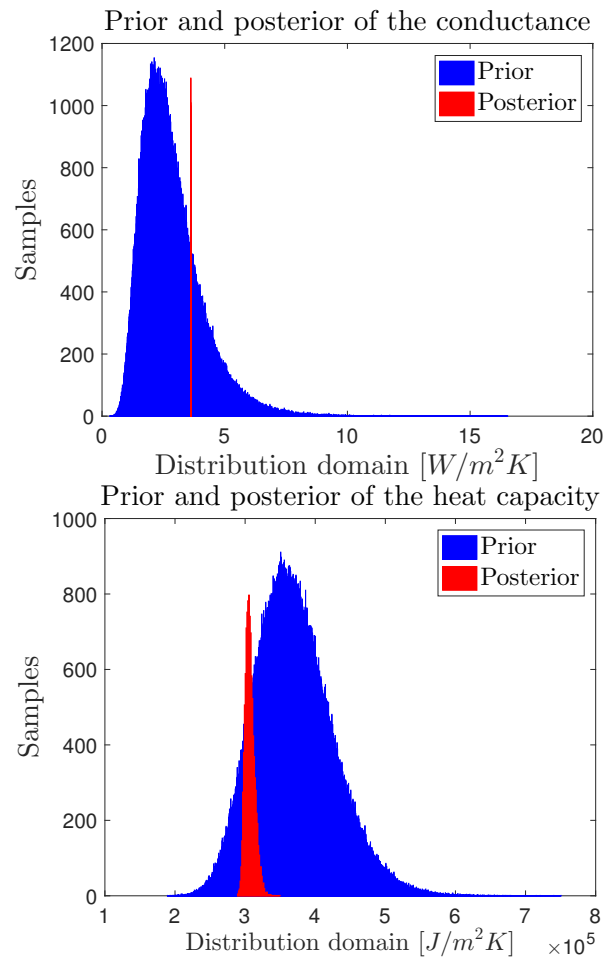 Prior and posterior of the conductance
1200
1000
800
600
400
200
0
Samples
Prior
Posterior
0 5 10 15 20
Distribution domain [W/m²K]
Prior and posterior of the heat capacity
1000
800
600
400
200
0
Samples
Prior
Posterior
1 2 3 4 5 6 7 8
Distribution domain [J/m²K] ×10⁵